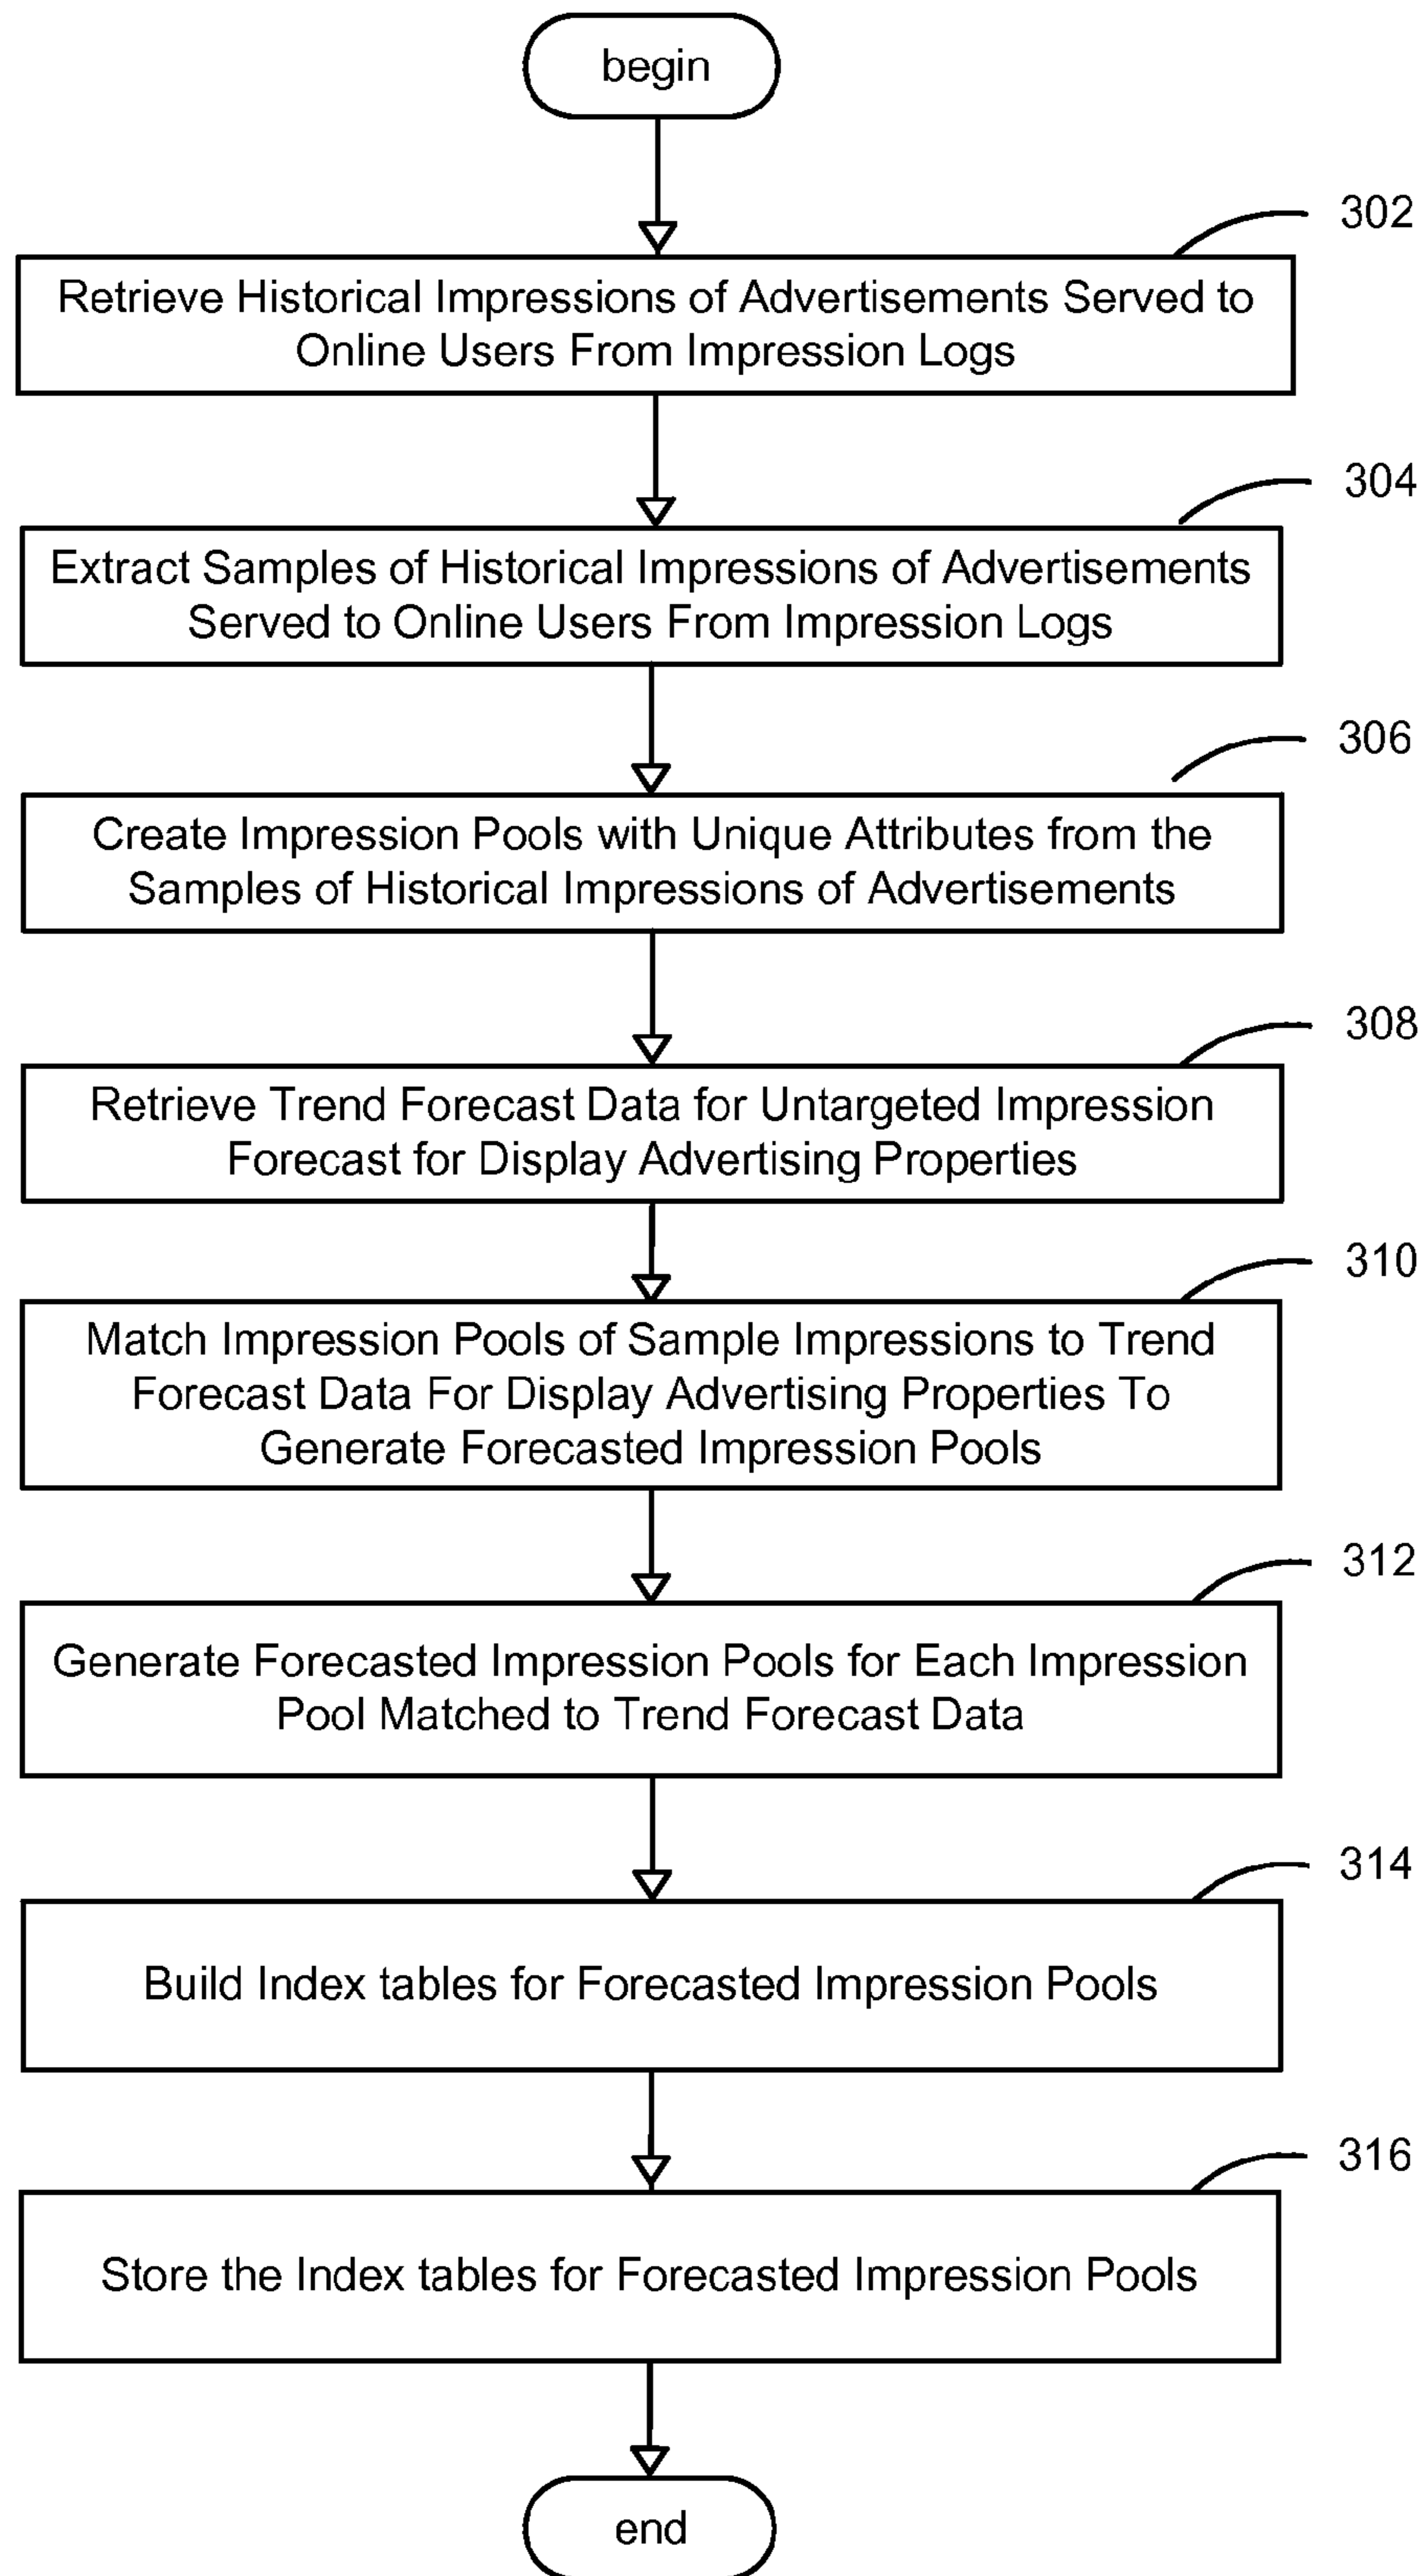 begin
302
Retrieve Historical Impressions of Advertisements Served to
Online Users From Impression Logs
304
Extract Samples of Historical Impressions of Advertisements
Served to Online Users From Impression Logs
306
Create Impression Pools with Unique Attributes from the
Samples of Historical Impressions of Advertisements
308
Retrieve Trend Forecast Data for Untargeted Impression
Forecast for Display Advertising Properties
310
Match Impression Pools of Sample Impressions to Trend
Forecast Data For Display Advertising Properties To
Generate Forecasted Impression Pools
312
Generate Forecasted Impression Pools for Each Impression
Pool Matched to Trend Forecast Data
314
Build Index tables for Forecasted Impression Pools
316
Store the Index tables for Forecasted Impression Pools
end